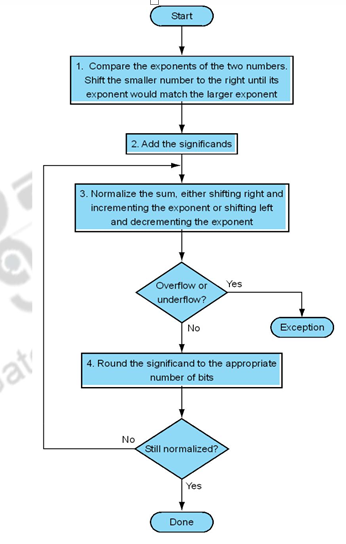 Start
1. Compare the exponents of the two numbers.
Shift the smaller number to the right until its
exponent would match the larger exponent
2. Add the significands
3. Normalize the sum, either shifting right and
incrementing the exponent or shifting left
and decrementing the exponent
Overflow or
underflow?
Yes
No
Exception
4. Round the significand to the appropriate
number of bits
No
Still normalized?
Yes
Done